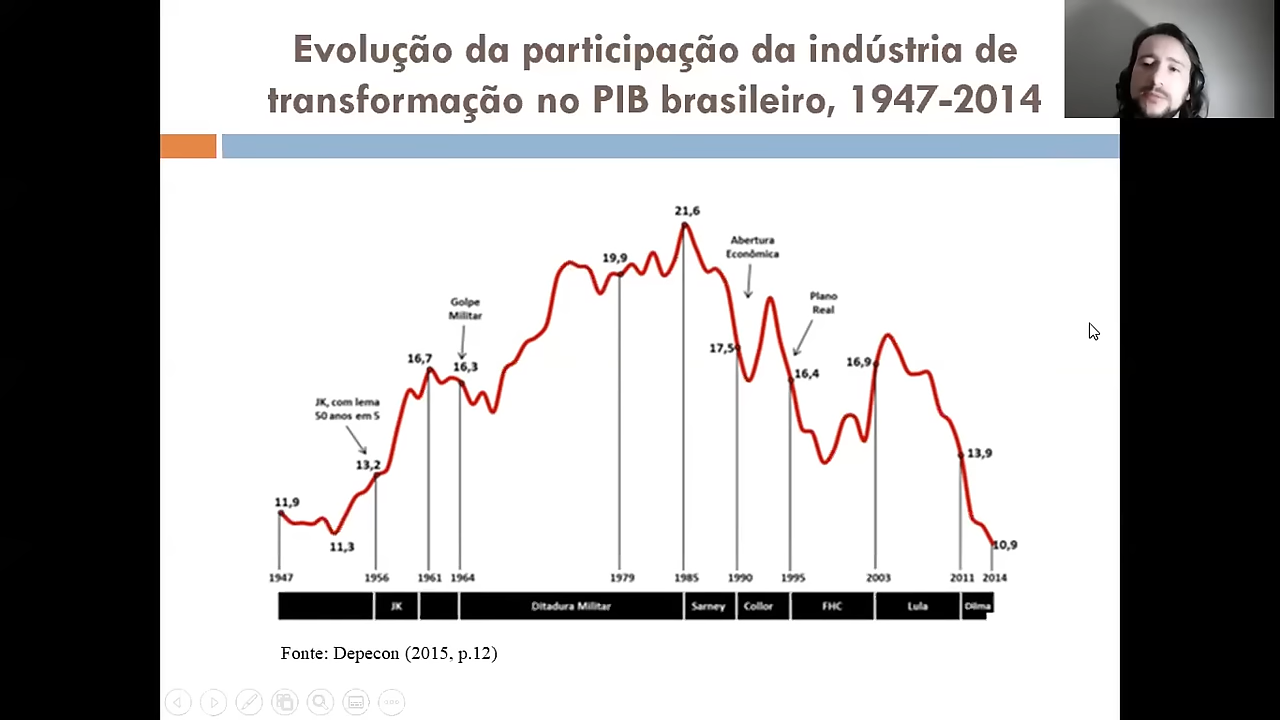 Evolução da participação da indústria de
transformação no PIB brasileiro, 1947-2014
21,6
Abertura
Econômica
19,9
Plano
Real
Golpe
Militar
17,5
16,7
16,3
16,4
16,9
JK, com lema
50 anos em 5
13,2
13,9
11,9
11,3
10,9
1947
1956
1961
1964
1979
1985
1990
1995
2003
2011
2014
JK
Ditadura Militar
Sarney
Collor
FHC
Lula
Dilma
Fonte: Depecon (2015, p.12)